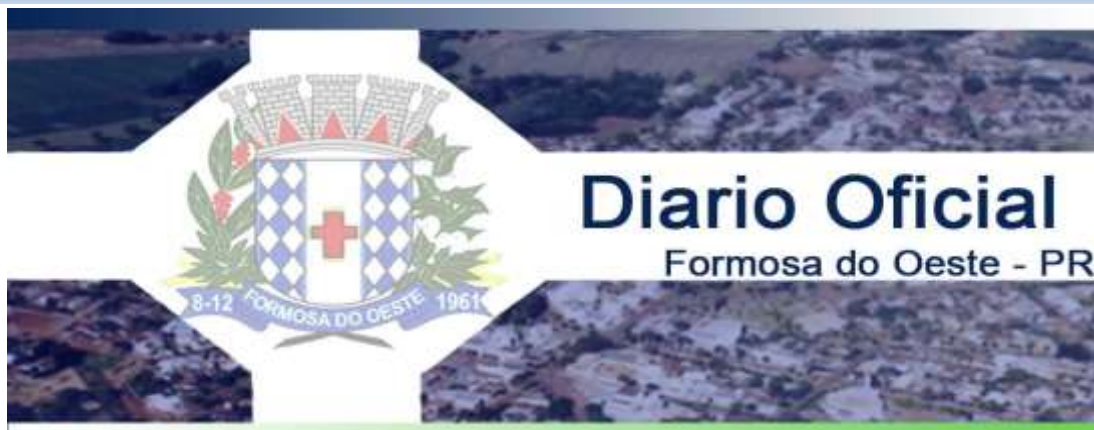 Diario Oficial
Formosa do Oeste - PR
8-12 FORMOSA DO OESTE 1961